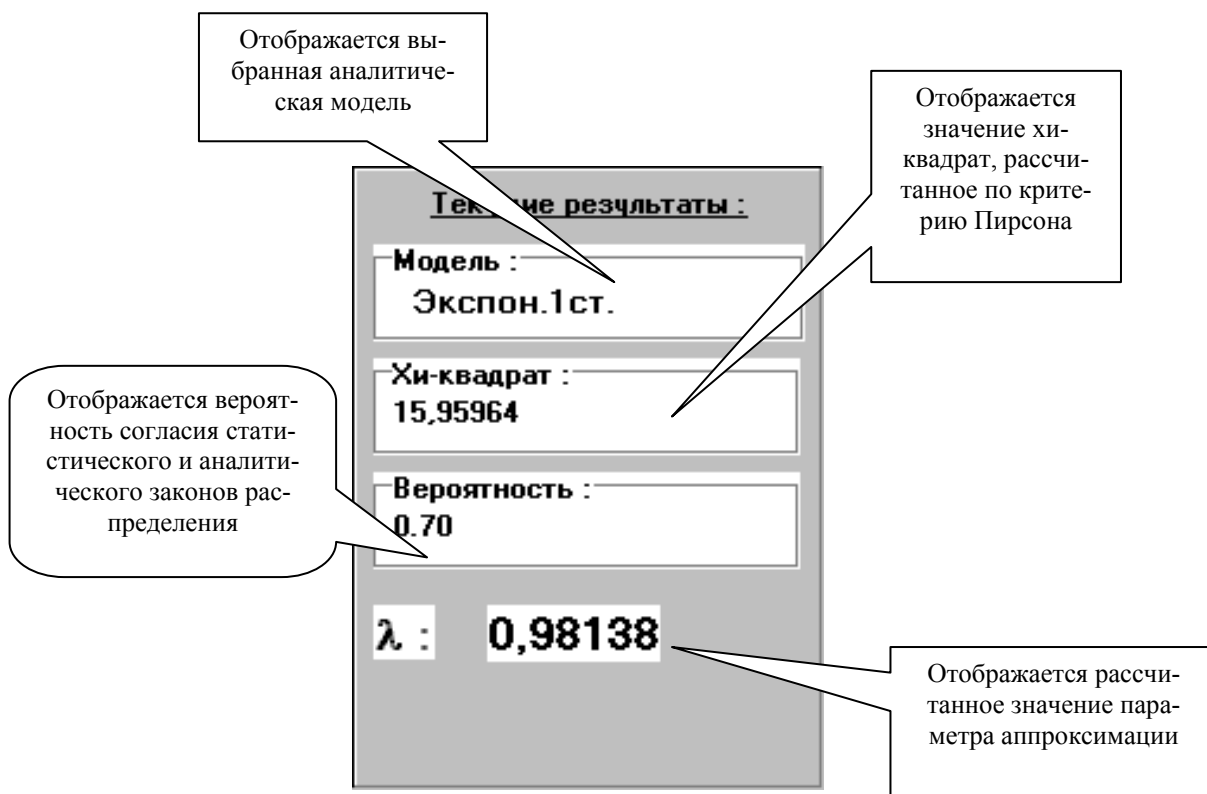 Отображается вы-
бранная аналитиче-
ская модель
Отображается
значение хи-
квадрат, рассчи-
танное по крите-
рию Пирсона
результаты :
Модель :
Экспон.1ст.
Хи-квадрат :
15,95964
Отображается вероят-
ность согласия стати-
стического и аналити-
ческого законов рас-
пределения
Вероятность :
0.70
λ : 0,98138
Отображается рассчи-
танное значение пара-
метра аппроксимации